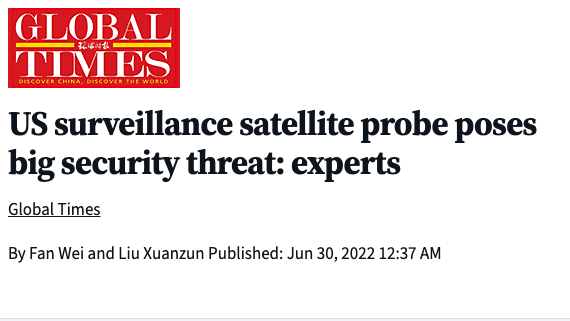 GLOBAL
环球时报
TIMES
DISCOVER CHINA, DISCOVER THE WORLD
US surveillance satellite probe poses
big security threat: experts
Global Times
By Fan Wei and Liu Xuanzun Published: Jun 30, 2022 12:37 AM